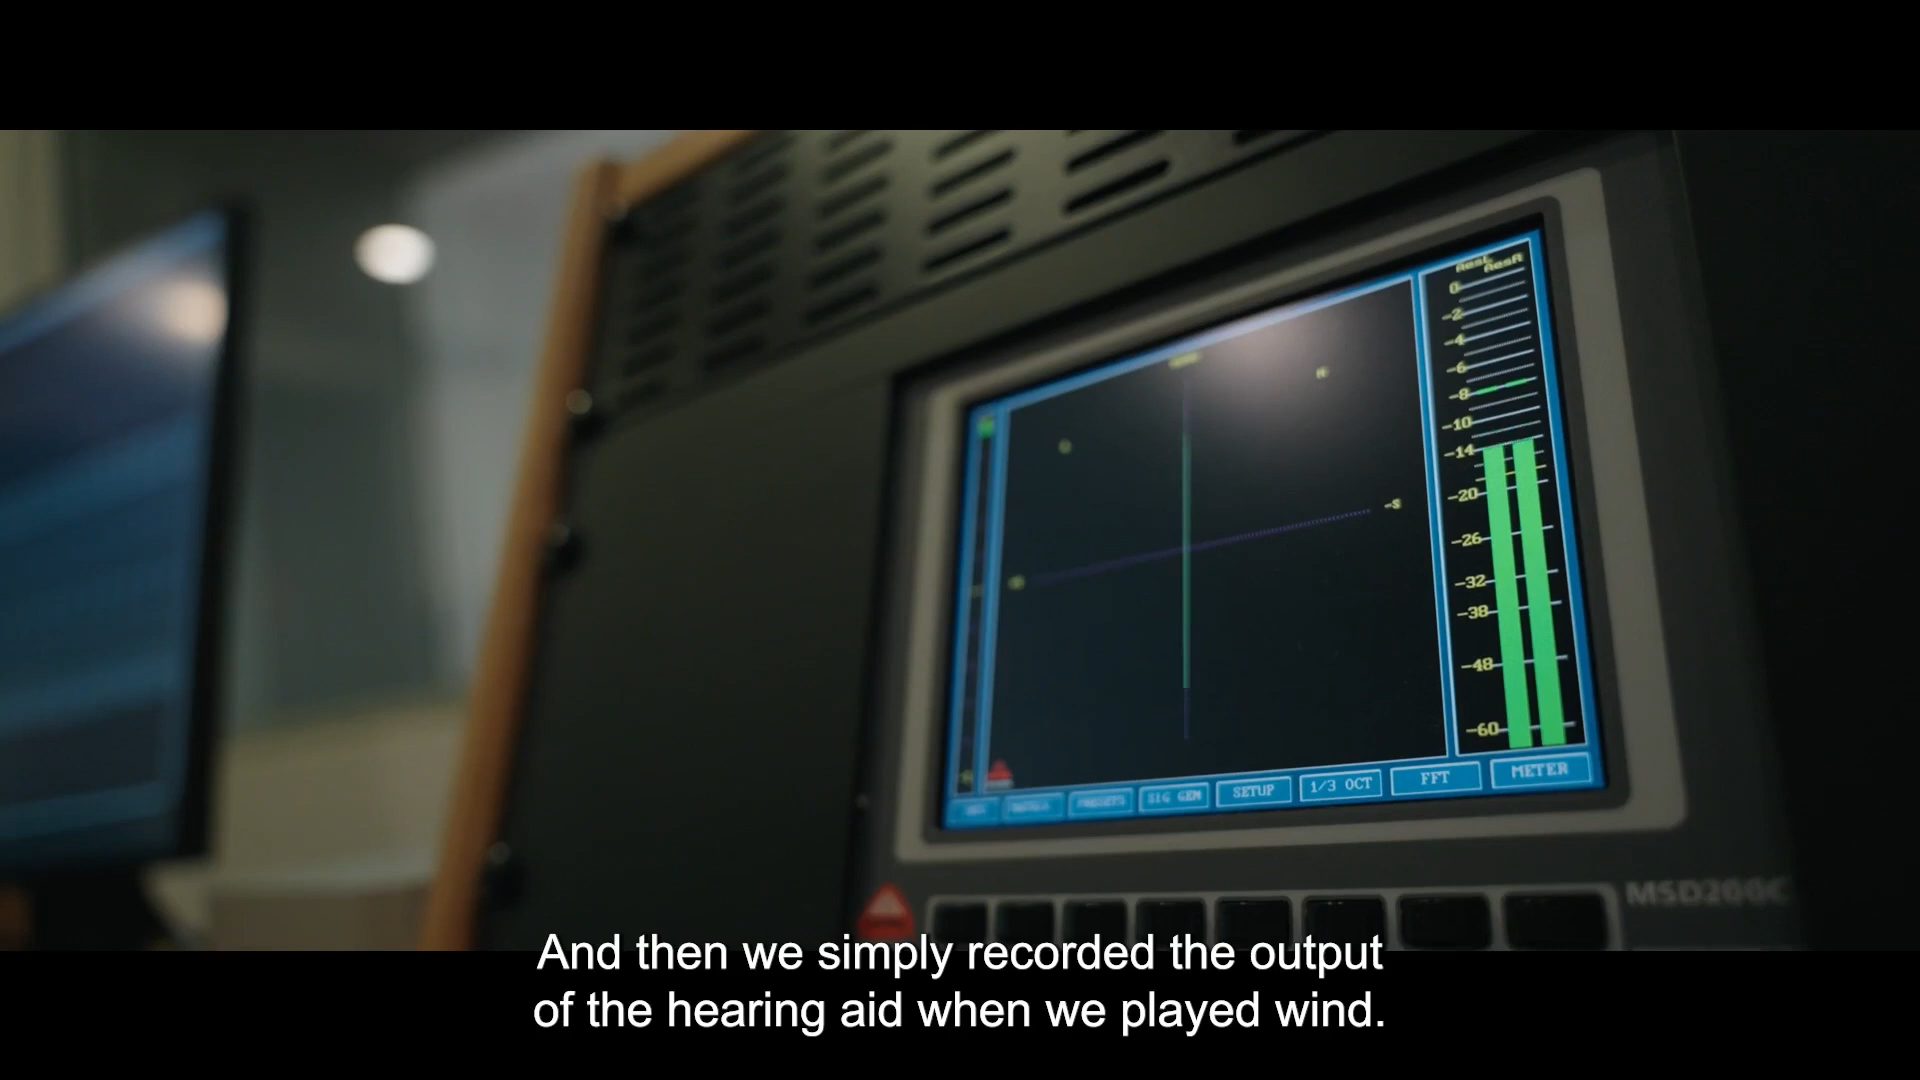 AesL AesR
0
-2
-4
-6
-8
-10
-14
-20
-26
-32
-38
-48
-60
-S
SIG GEN SETUP 1/3 OCT FFT METER
MSD200C
And then we simply recorded the output
of the hearing aid when we played wind.